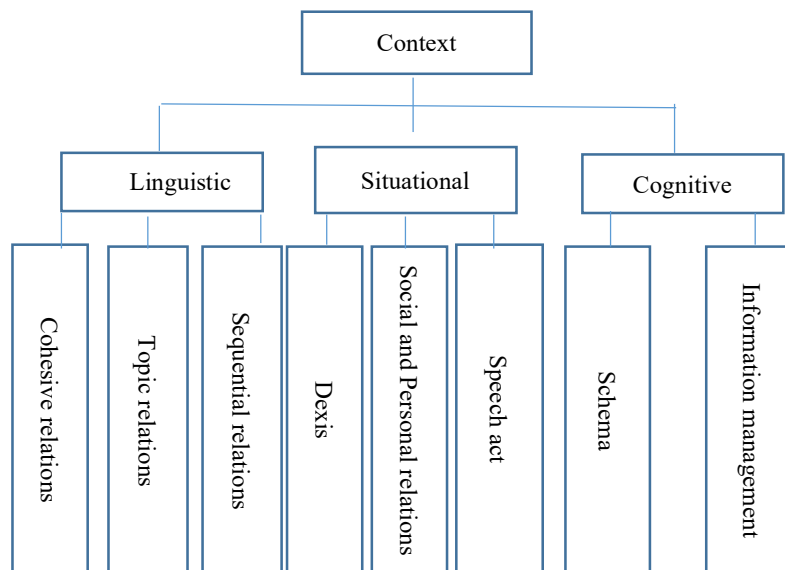 Context
Linguistic
Situational
Cognitive
Cohesive relations
Topic relations
Sequential relations
Dexis
Social and Personal relations
Speech act
Schema
Information management